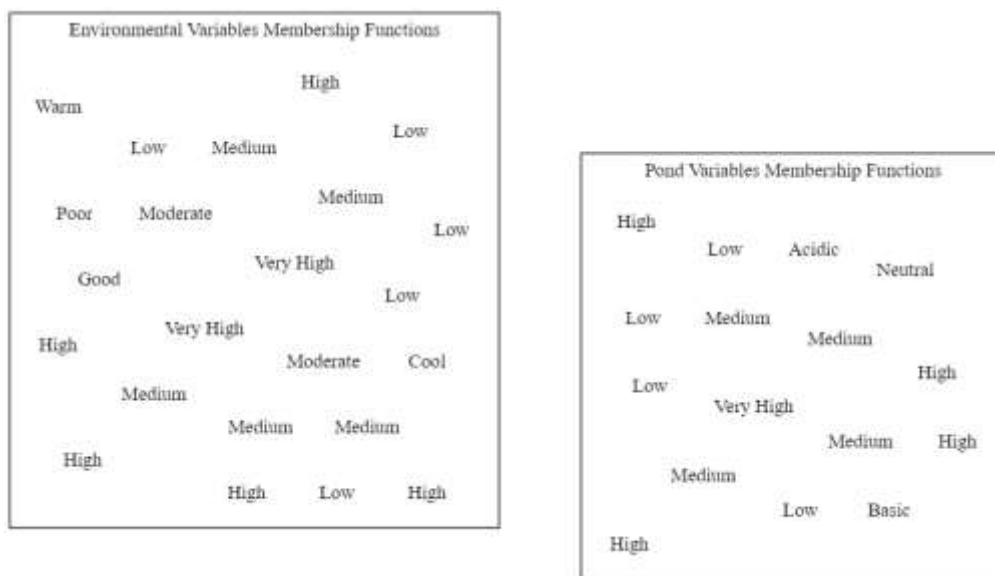 Environmental Variables Membership Functions
High
Warm
Low
Low Medium
Medium
Poor Moderate
Low
Very High
Good
Low
Very High
High
Moderate Cool
Medium
Medium Medium
High
High Low High
Pond Variables Membership Functions
High
Low Acidic
Neutral
Low Medium
Medium
High
Low
Very High
Medium High
Medium
Low Basic
High